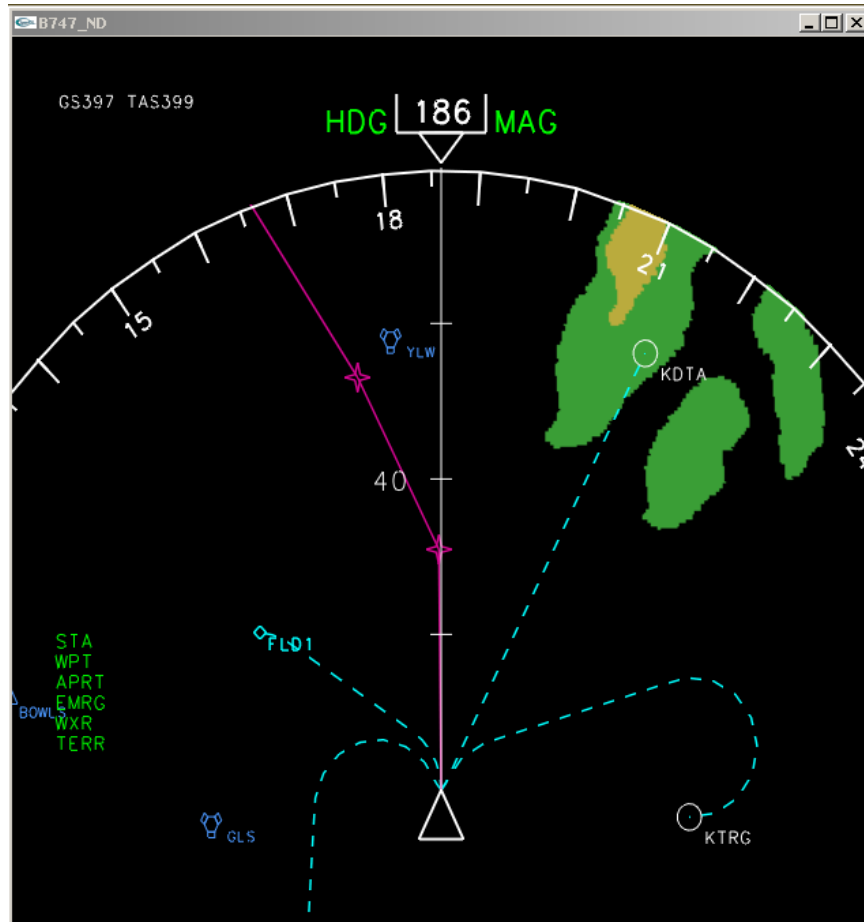 B747_ND
GS397 TAS399
HDG 186 MAG
18
21
15
YLW
KDTA
24
40
FLD1
STA
WPT
APRT
EMRG
BOWLS
WXR
TERR
GLS
KTRG